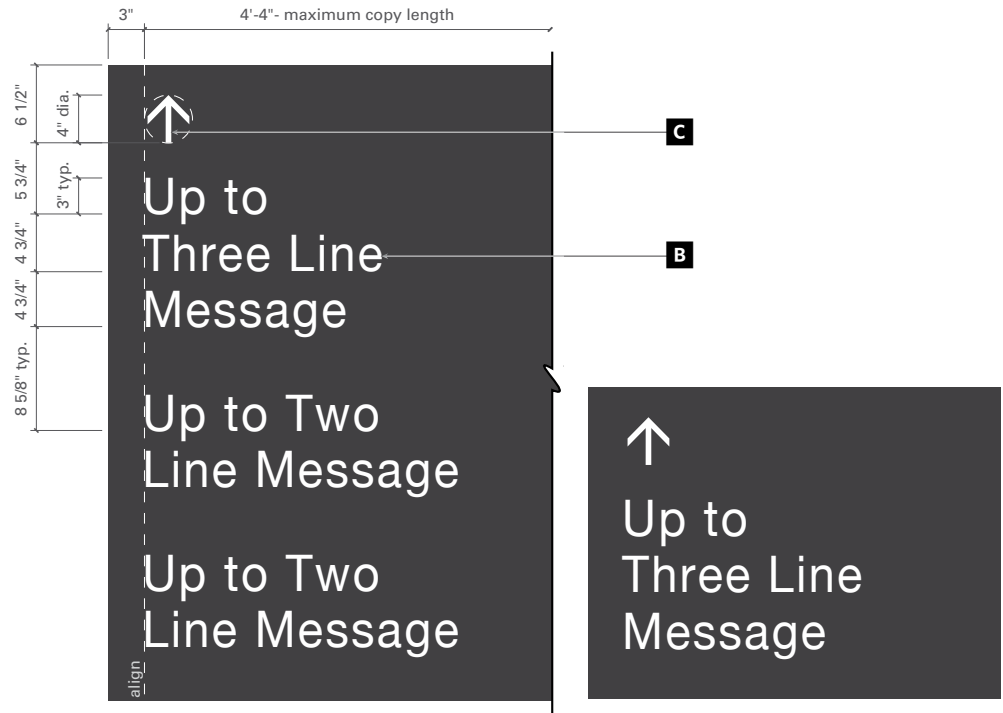 3"
4'-4"- maximum copy length
6 1/2"
4" dia.
5 3/4"
3" typ.
4 3/4"
4 3/4"
8 5/8" typ.
C
Up to
Three Line
Message
B
Up to Two
Line Message
Up to Two
Line Message
align
Up to
Three Line
Message